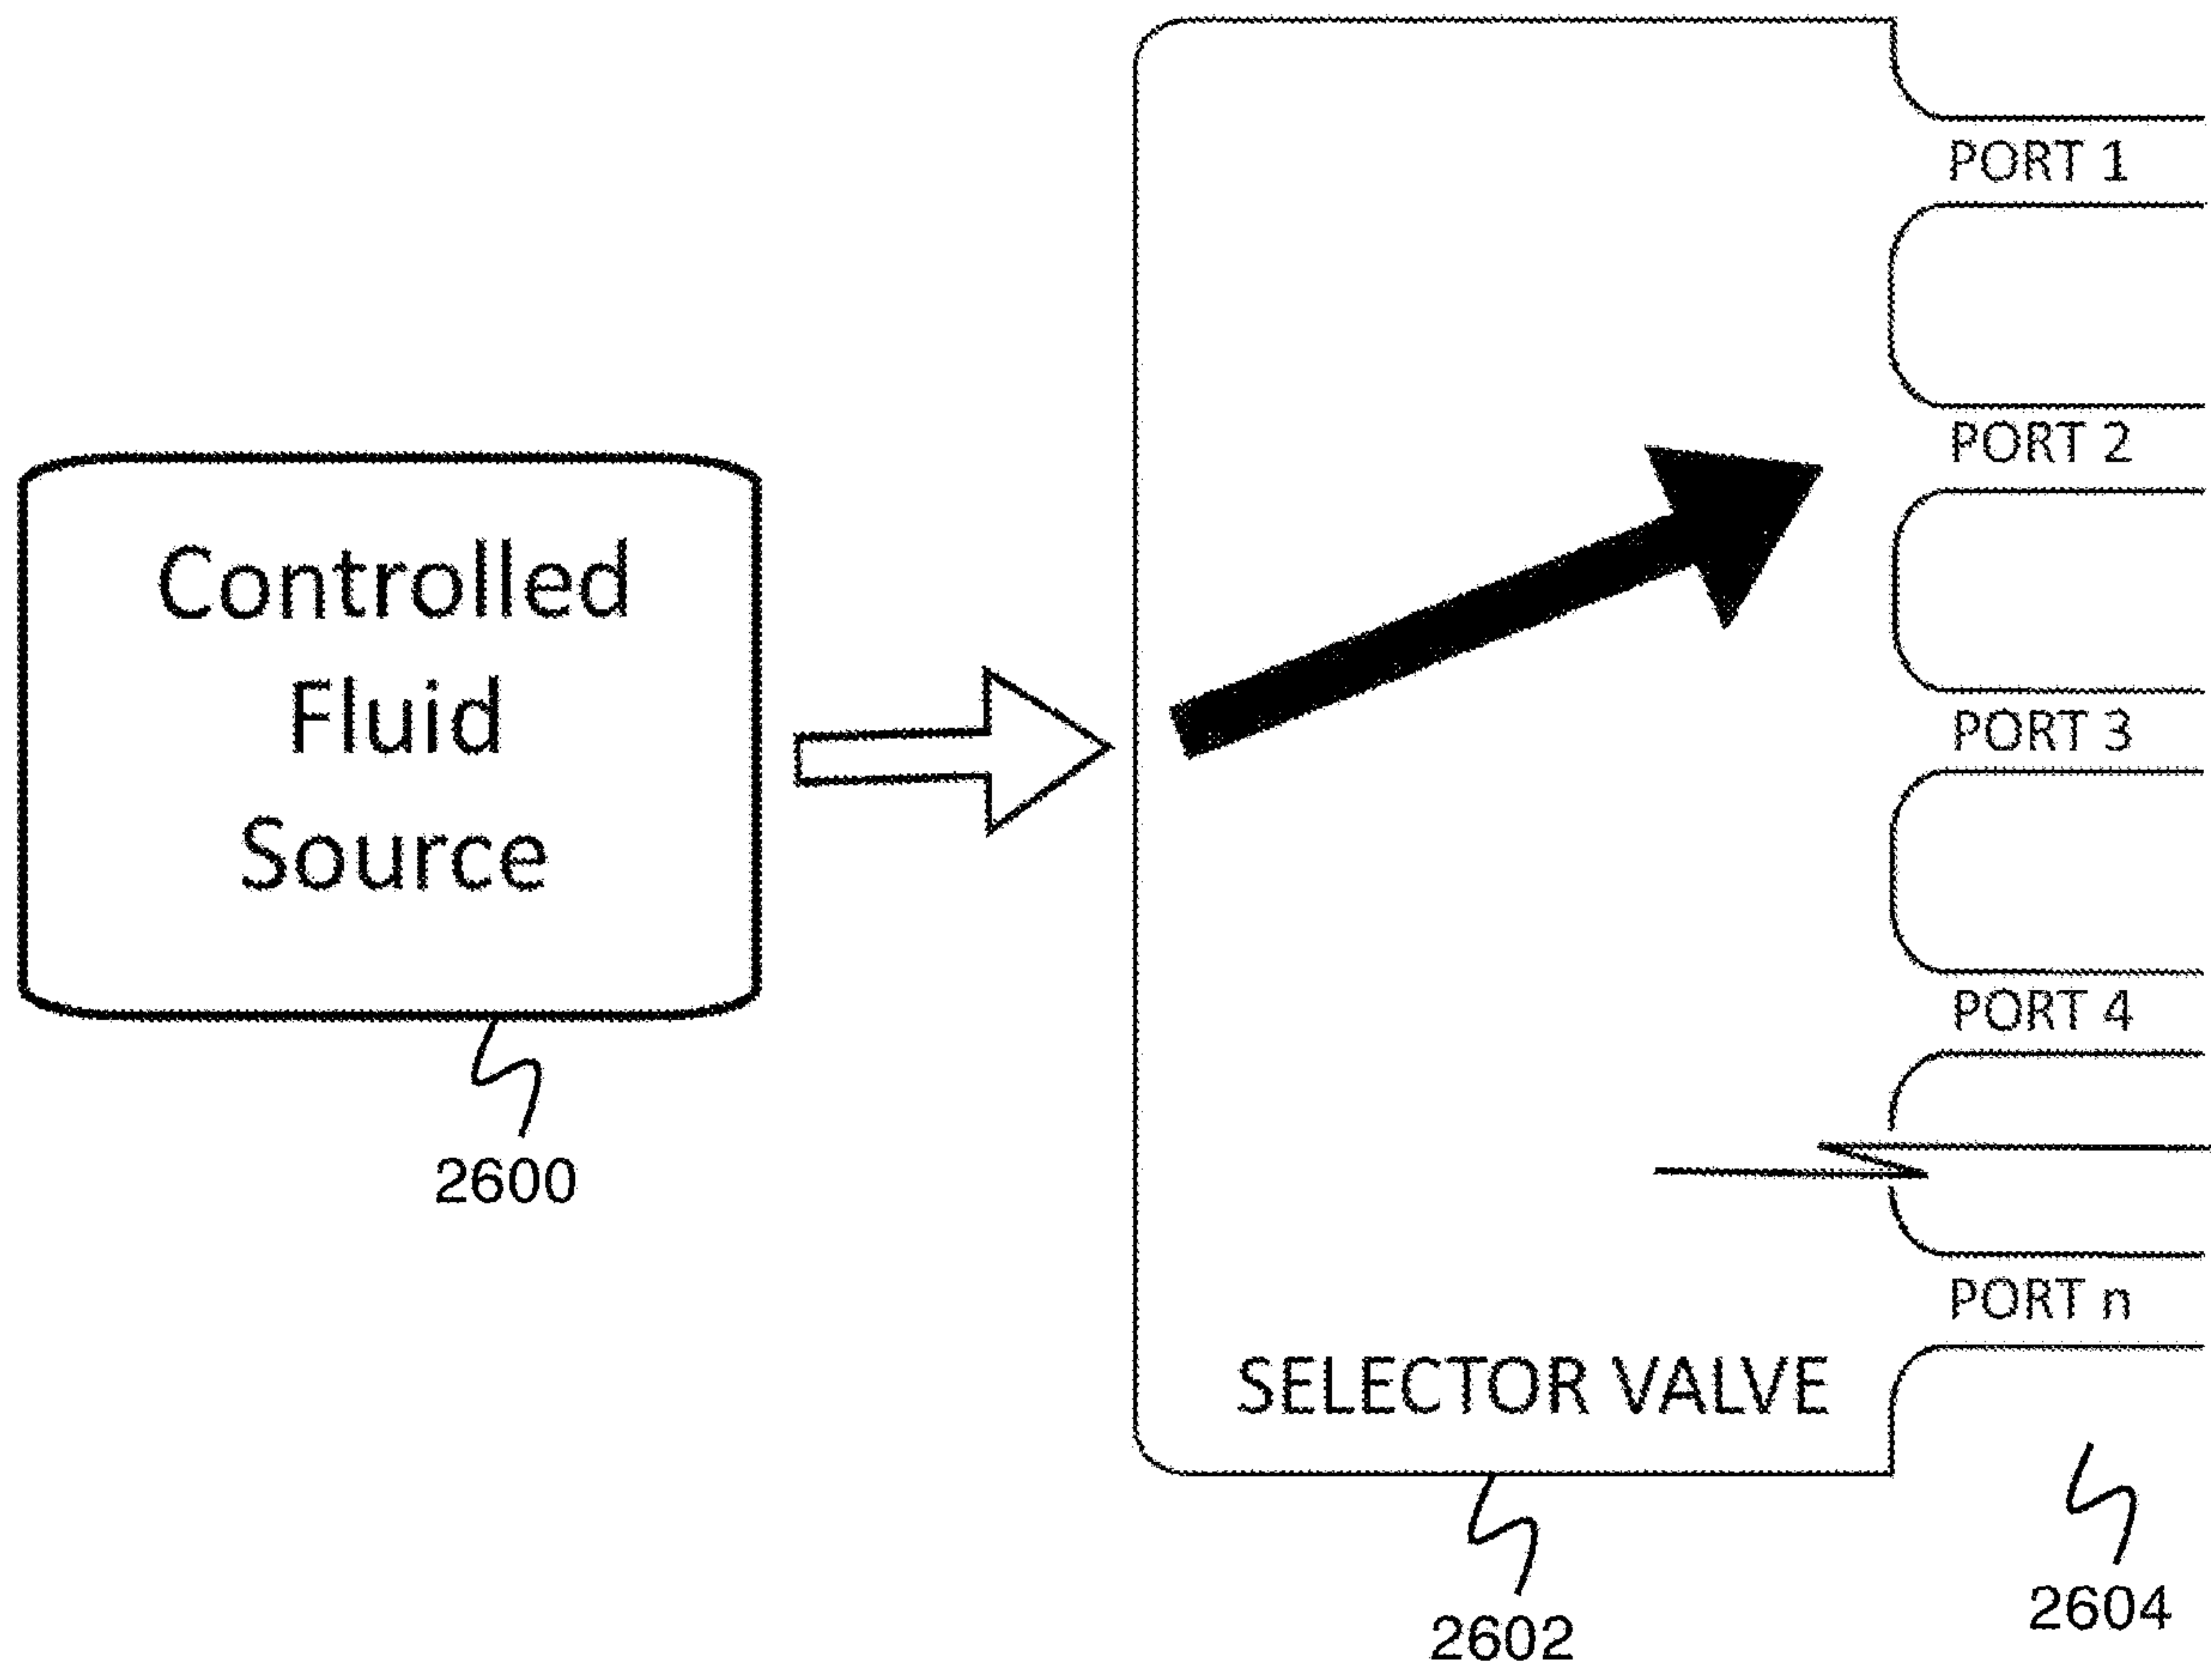 Controlled
Fluid
Source
2600
PORT 1
PORT 2
PORT 3
PORT 4
PORT n
SELECTOR VALVE
2602
2604